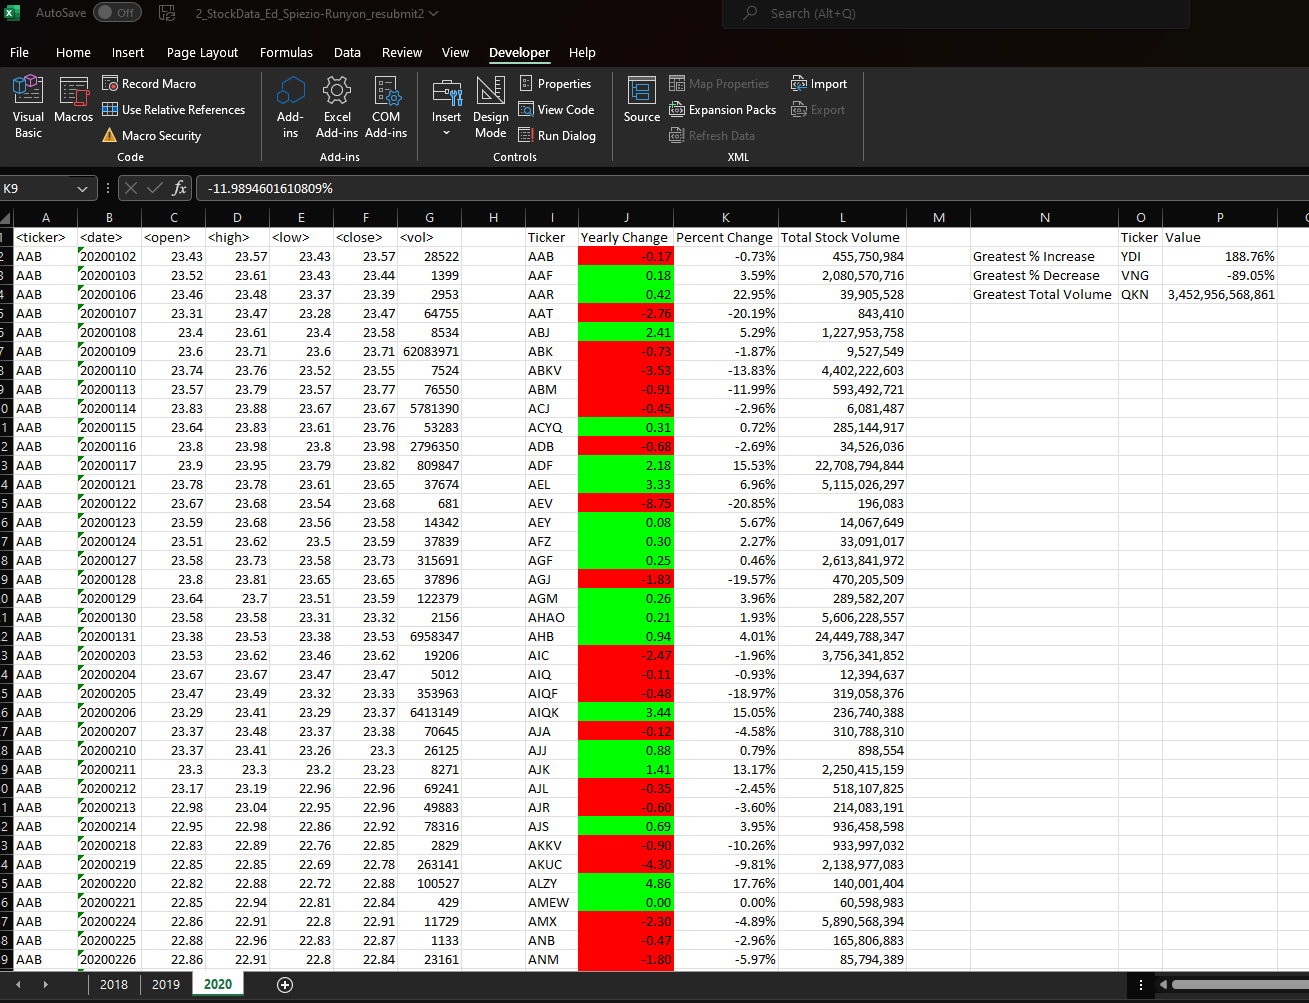 AutoSave Off 2_StockData_Ed_Spiezio-Runyon_resubmit2 Search (Alt+Q)
File Home Insert Page Layout Formulas Data Review View Developer Help
Visual Basic Macros Record Macro Use Relative References Macro Security Code
Add-ins Excel Add-ins COM Add-ins Add-ins
Insert Design Mode Properties View Code Run Dialog Controls
Source Map Properties Expansion Packs Refresh Data Import Export XML
K9 fx -11.9894601610809%
A B C D E F G H I J K L M N O P
<ticker> <date> <open> <high> <low> <close> <vol> Ticker Yearly Change Percent Change Total Stock Volume Ticker Value
AAB 20200102 23.43 23.57 23.43 23.57 28522 AAB -0.17 -0.73% 455,750,984 Greatest % Increase YDI 188.76%
AAB 20200103 23.52 23.61 23.43 23.44 1399 AAF 0.18 3.59% 2,080,570,716 Greatest % Decrease VNG -89.05%
AAB 20200106 23.46 23.48 23.37 23.39 2953 AAR 0.42 22.95% 39,905,528 Greatest Total Volume QKN 3,452,956,568,861
AAB 20200107 23.31 23.47 23.28 23.47 64755 AAT -2.76 -20.19% 843,410
AAB 20200108 23.4 23.61 23.4 23.58 8534 ABJ 2.41 5.29% 1,227,953,758
AAB 20200109 23.6 23.71 23.6 23.71 62083971 ABK -0.73 -1.87% 9,527,549
AAB 20200110 23.74 23.76 23.52 23.55 7524 ABKV -3.53 -13.83% 4,402,222,603
AAB 20200113 23.57 23.79 23.57 23.77 76550 ABM -0.91 -11.99% 593,492,721
AAB 20200114 23.83 23.88 23.67 23.67 5781390 ACJ -0.45 -2.96% 6,081,487
AAB 20200115 23.64 23.83 23.61 23.76 53283 ACYQ 0.31 0.72% 285,144,917
AAB 20200116 23.8 23.98 23.8 23.98 2796350 ADB -0.68 -2.69% 34,526,036
AAB 20200117 23.9 23.95 23.79 23.82 809847 ADF 2.18 15.53% 22,708,794,844
AAB 20200121 23.78 23.78 23.61 23.65 37674 AEL 3.33 6.96% 5,115,026,297
AAB 20200122 23.67 23.68 23.54 23.68 681 AEV -8.75 -20.85% 196,083
AAB 20200123 23.59 23.68 23.56 23.58 14342 AEY 0.08 5.67% 14,067,649
AAB 20200124 23.51 23.62 23.5 23.59 37839 AFZ 0.30 2.27% 33,091,017
AAB 20200127 23.58 23.73 23.58 23.73 315691 AGF 0.25 0.46% 2,613,841,972
AAB 20200128 23.8 23.81 23.65 23.65 37896 AGJ -1.83 -19.57% 470,205,509
AAB 20200129 23.64 23.7 23.51 23.59 122379 AGM 0.26 3.96% 289,582,207
AAB 20200130 23.58 23.58 23.31 23.32 2156 AHAO 0.21 1.93% 5,606,228,557
AAB 20200131 23.38 23.53 23.38 23.53 6958347 AHB 0.94 4.01% 24,449,788,347
AAB 20200203 23.53 23.62 23.46 23.62 19206 AIC -2.47 -1.96% 3,756,341,852
AAB 20200204 23.67 23.67 23.47 23.47 5012 AIQ -0.11 -0.93% 12,394,637
AAB 20200205 23.47 23.49 23.32 23.33 353963 AIQF -0.48 -18.97% 319,058,376
AAB 20200206 23.29 23.41 23.29 23.37 6413149 AIQK 3.44 15.05% 236,740,388
AAB 20200207 23.37 23.48 23.37 23.38 70645 AJA -0.12 -4.58% 310,788,310
AAB 20200210 23.37 23.41 23.26 23.3 26125 AJJ 0.88 0.79% 898,554
AAB 20200211 23.3 23.3 23.2 23.23 8271 AJK 1.41 13.17% 2,250,415,159
AAB 20200212 23.17 23.19 22.96 22.96 69241 AJL -0.35 -2.45% 518,107,825
AAB 20200213 22.98 23.04 22.95 22.96 49883 AJR -0.60 -3.60% 214,083,191
AAB 20200214 22.95 22.98 22.86 22.92 78316 AJS 0.69 3.95% 936,458,598
AAB 20200218 22.83 22.89 22.76 22.85 2829 AKKV -0.90 -10.26% 933,997,032
AAB 20200219 22.85 22.85 22.69 22.78 263141 AKUC -4.30 -9.81% 2,138,977,083
AAB 20200220 22.82 22.88 22.72 22.88 100527 ALZY 4.86 17.76% 140,001,404
AAB 20200221 22.85 22.94 22.81 22.84 429 AMEW 0.00 0.00% 60,598,983
AAB 20200224 22.86 22.91 22.8 22.91 11729 AMX -2.30 -4.89% 5,890,568,394
AAB 20200225 22.88 22.96 22.83 22.87 1133 ANB -0.47 -2.96% 165,806,883
AAB 20200226 22.86 22.91 22.8 22.84 23161 ANM -1.80 -5.97% 85,794,389
2018 2019 2020